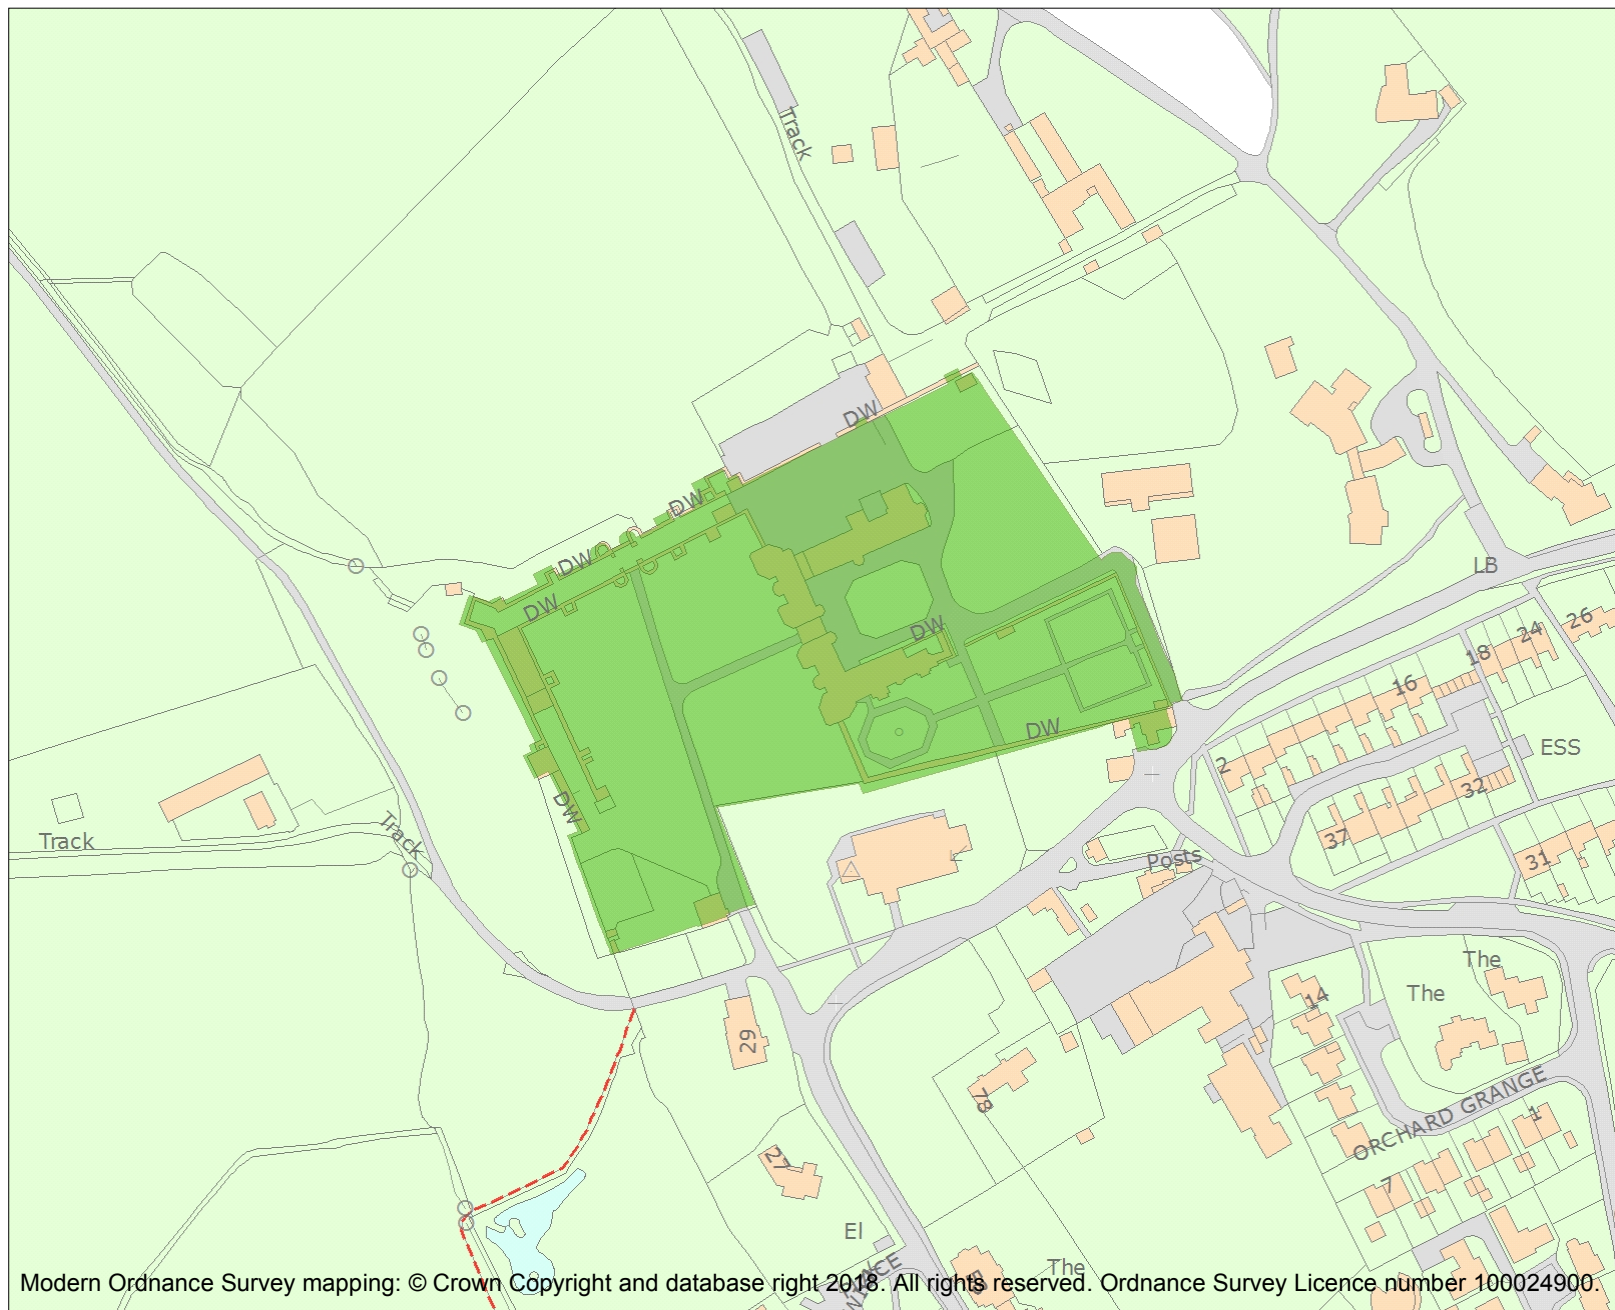 Track
DW
DW
DW
DW
DW
DW
DW
LB
26
24
18
16
2
ESS
32
37
31
Posts
Track
Track
The
The
14
29
78
ORCHARD GRANGE
1
7
27
El
The
Modern Ordnance Survey mapping: © Crown Copyright and database right 2018. All rights reserved. Ordnance Survey Licence number 100024900.